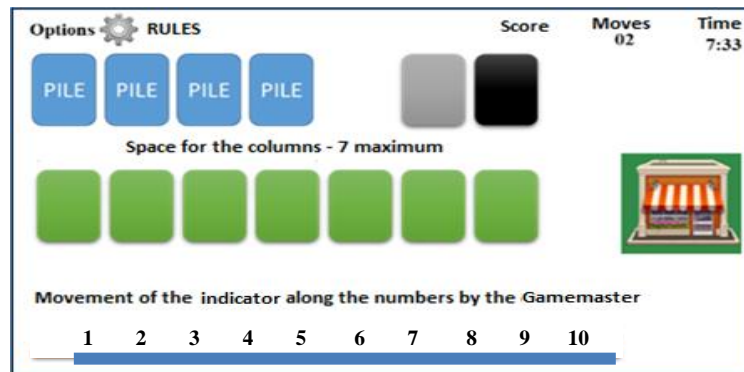 Options RULES Score Moves Time
02 7:33
PILE PILE PILE PILE
Space for the columns - 7 maximum
Movement of the indicator along the numbers by the Gamemaster
1 2 3 4 5 6 7 8 9 10